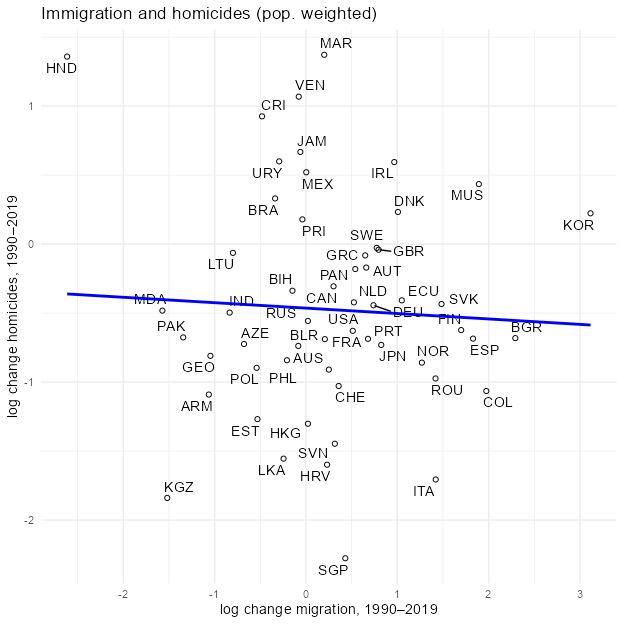 Immigration and homicides (pop. weighted)
MAR
HND
VEN
CRI
1
JAM
URY
IRL
MEX
MUS
BRA
DNK
KOR
PRI
SWE
0
GBR
GRC
LTU
AUT
PAN
BIH
NLD
ECU
MDA
IND
CAN
SVK
RUS
DEU
USA
FIN
PAK
BGR
AZE
BLR
PRT
FRA
GEO
AUS
JPN
NOR
ESP
POL
PHL
-1
ROU
CHE
ARM
COL
EST
HKG
SVN
LKA
HRV
KGZ
ITA
-2
SGP
-2
-1
0
1
2
3
log change migration, 1990–2019
log change homicides, 1990–2019